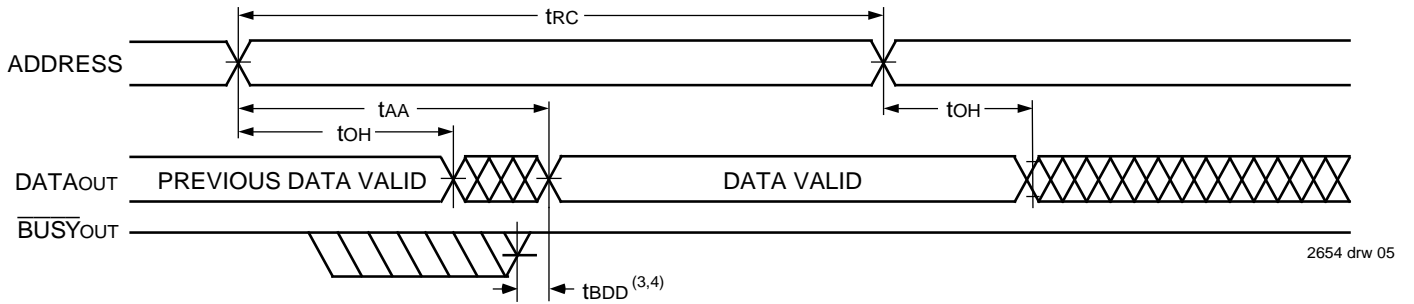 tRC
ADDRESS
tAA
tOH
tOH
DATAOUT
PREVIOUS DATA VALID
DATA VALID
BUSYOUT
2654 drw 05
tBDD (3,4)